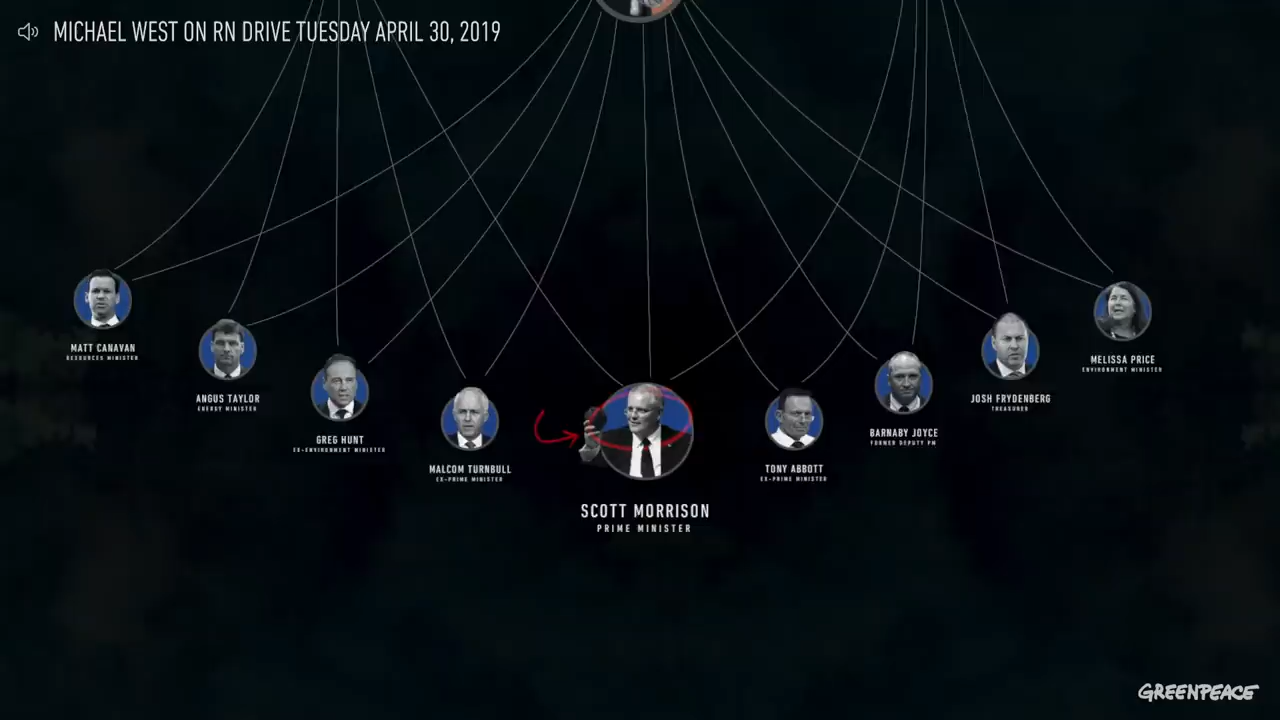 MICHAEL WEST ON RN DRIVE TUESDAY APRIL 30, 2019
MATT CANAVAN
RESOURCES MINISTER
ANGUS TAYLOR
ENERGY MINISTER
GREG HUNT
EX-ENVIRONMENT MINISTER
MALCOM TURNBULL
EX-PRIME MINISTER
SCOTT MORRISON
PRIME MINISTER
TONY ABBOTT
EX-PRIME MINISTER
BARNABY JOYCE
FORMER DEPUTY PM
JOSH FRYDENBERG
TREASURER
MELISSA PRICE
ENVIRONMENT MINISTER
GREENPEACE